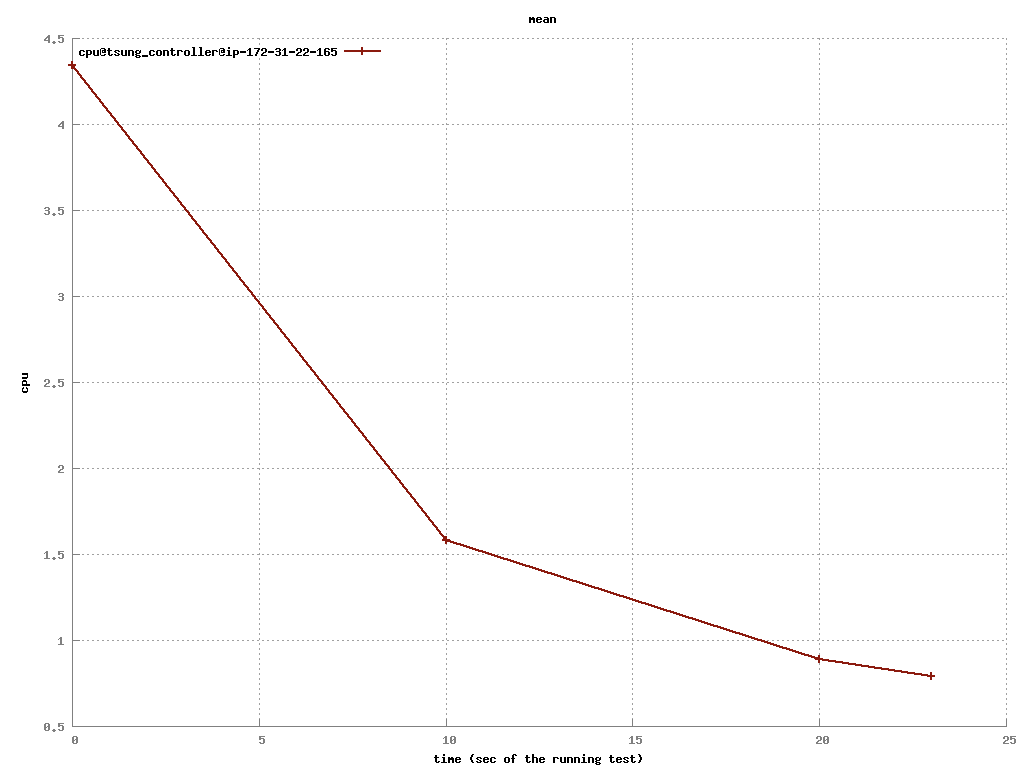 mean
4.5
cpu@tsung_controller@ip-172-31-22-165
4
3.5
3
cpu
2.5
2
1.5
1
0.5
0 5 10 15 20 25
time (sec of the running test)